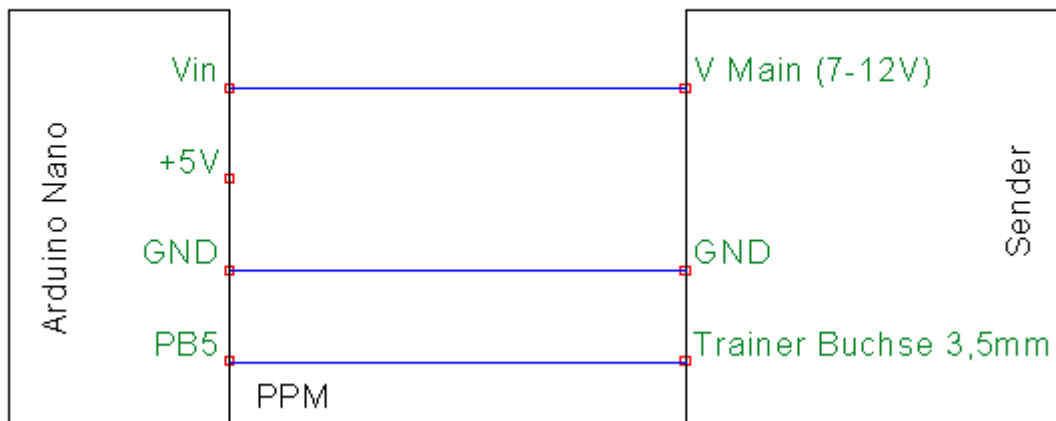 Arduino Nano
Vin
+5V
GND
PB5
PPM
V Main (7-12V)
GND
Trainer Buchse 3,5mm
Sender